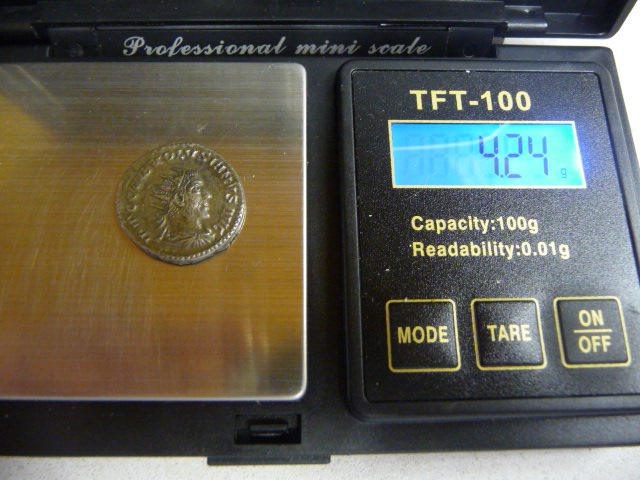 Professional mini scale
TFT-100
4.24 g
Capacity:100g
Readability:0.01g
MODE
TARE
ON
OFF